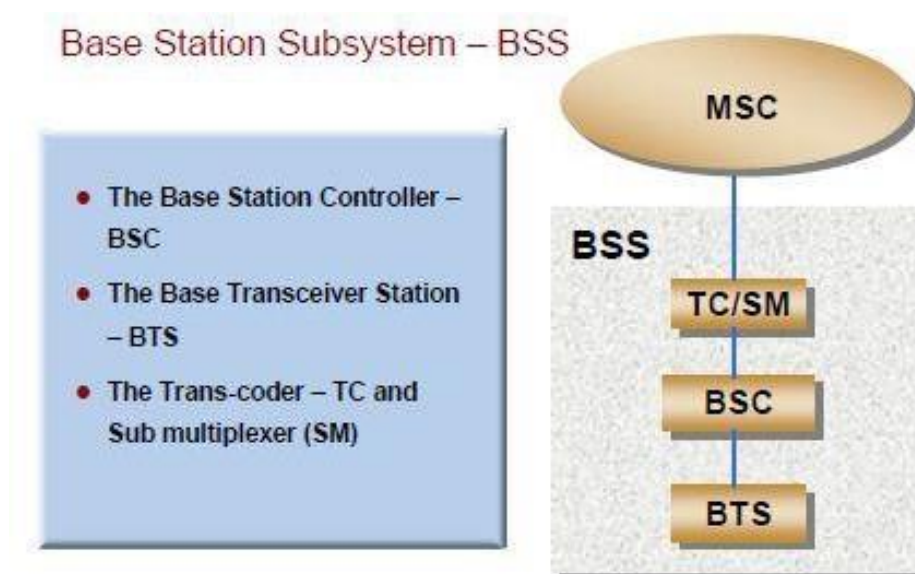 Base Station Subsystem – BSS
The Base Station Controller –
BSC
The Base Transceiver Station
– BTS
The Trans-coder – TC and
Sub multiplexer (SM)
MSC
BSS
TC/SM
BSC
BTS